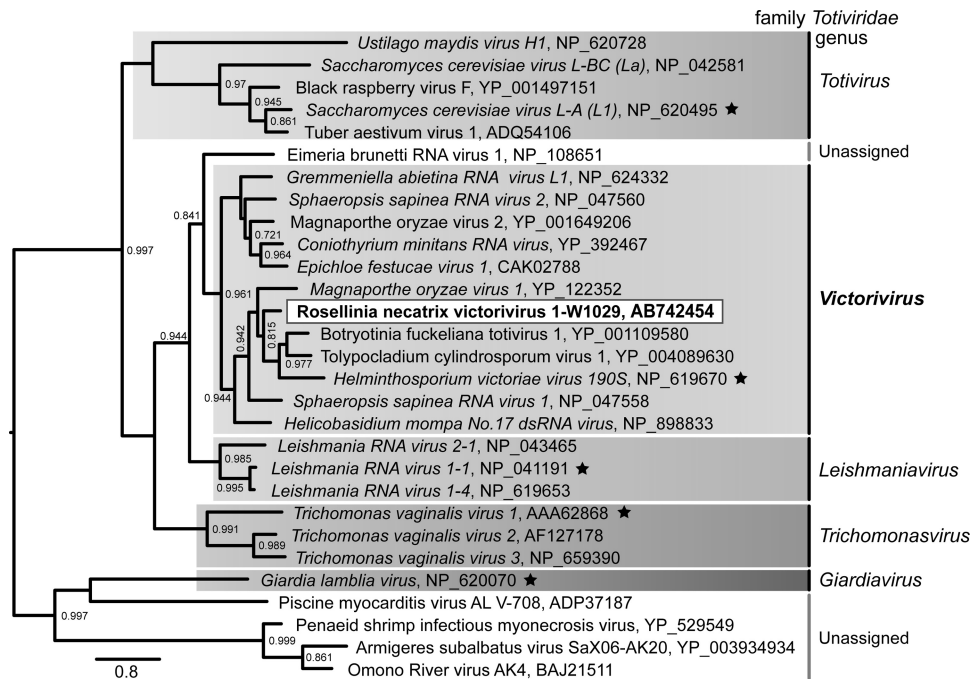 family Totiviridae
genus
Ustilago maydis virus H1, NP_620728
Saccharomyces cerevisiae virus L-BC (La), NP_042581
0.97
Black raspberry virus F, YP_001497151
Totivirus
0.945
Saccharomyces cerevisiae virus L-A (L1), NP_620495 ★
0.861
Tuber aestivum virus 1, ADQ54106
Eimeria brunetti RNA virus 1, NP_108651
Unassigned
Gremmeniella abietina RNA virus L1, NP_624332
Sphaeropsis sapinea RNA virus 2, NP_047560
0.841
Magnaporthe oryzae virus 2, YP_001649206
0.721
Coniothyrium minitans RNA virus, YP_392467
0.997
0.964
Epichloe festucae virus 1, CAK02788
0.961
Magnaporthe oryzae virus 1, YP_122352
Victorivirus
Rosellinia necatrix victorivirus 1-W1029, AB742454
0.944
0.942
0.815
Botryotinia fuckeliana totivirus 1, YP_001109580
Tolypocladium cylindrosporum virus 1, YP_004089630
0.977
Helminthosporium victoriae virus 190S, NP_619670 ★
0.944
Sphaeropsis sapinea RNA virus 1, NP_047558
Helicobasidium mompa No.17 dsRNA virus, NP_898833
Leishmania RNA virus 2-1, NP_043465
0.985
Leishmania RNA virus 1-1, NP_041191 ★
Leishmaniavirus
0.995
Leishmania RNA virus 1-4, NP_619653
Trichomonas vaginalis virus 1, AAA62868 ★
0.991
Trichomonas vaginalis virus 2, AF127178
Trichomonasvirus
0.989
Trichomonas vaginalis virus 3, NP_659390
Giardia lamblia virus, NP_620070 ★
Giardiavirus
Piscine myocarditis virus AL V-708, ADP37187
0.997
Penaeid shrimp infectious myonecrosis virus, YP_529549
Unassigned
0.999
Armigeres subalbatus virus SaX06-AK20, YP_003934934
0.861
Omono River virus AK4, BAJ21511
0.8